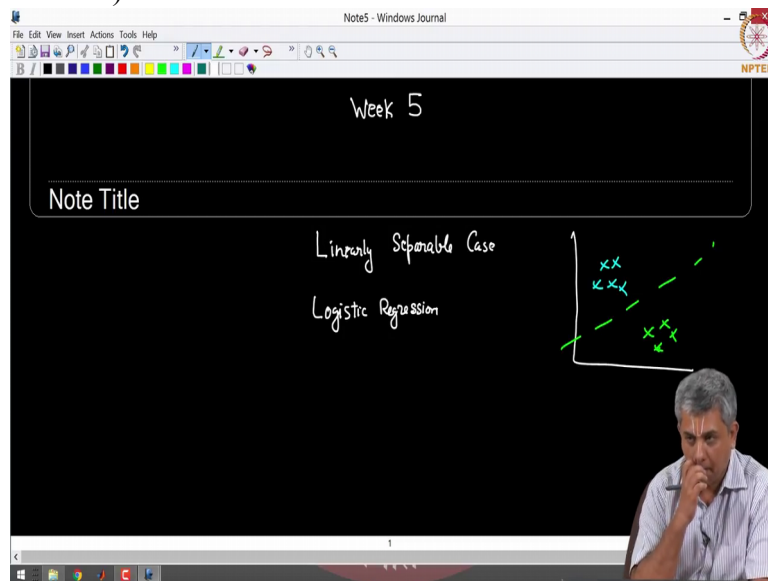 Note5 - Windows Journal
File Edit View Insert Actions Tools Help
NPTEL
Week 5
Note Title
Linearly Separable Case
Logistic Regression
1